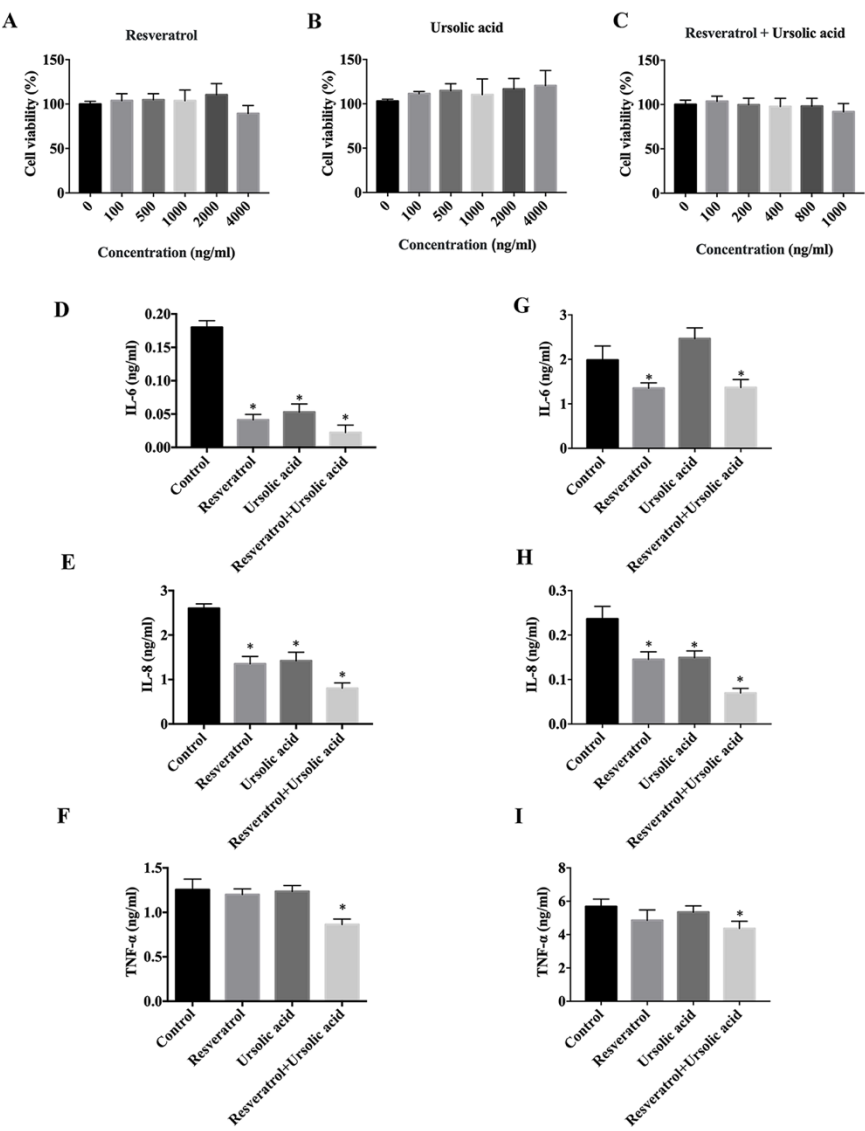 A
Resveratrol
Cell viability (%)
150
100
50
0
0
100
500
1000
2000
4000
Concentration (ng/ml)
B
Ursolic acid
Cell viability (%)
150
100
50
0
0
100
500
1000
2000
4000
Concentration (ng/ml)
C
Resveratrol + Ursolic acid
Cell viability (%)
150
100
50
0
0
100
200
400
800
1000
Concentration (ng/ml)
D
IL-6 (ng/ml)
0.20
0.15
0.10
0.05
0.00
*
*
*
Control
Resveratrol
Ursolic acid
Resveratrol+Ursolic acid
G
IL-6 (ng/ml)
3
2
1
0
*
*
Control
Resveratrol
Ursolic acid
Resveratrol+Ursolic acid
E
IL-8 (ng/ml)
3
2
1
0
*
*
*
Control
Resveratrol
Ursolic acid
Resveratrol+Ursolic acid
H
IL-8 (ng/ml)
0.3
0.2
0.1
0.0
*
*
*
Control
Resveratrol
Ursolic acid
Resveratrol+Ursolic acid
F
TNF-α (ng/ml)
1.5
1.0
0.5
0.0
*
Control
Resveratrol
Ursolic acid
Resveratrol+Ursolic acid
I
TNF-α (ng/ml)
8
6
4
2
0
*
Control
Resveratrol
Ursolic acid
Resveratrol+Ursolic acid